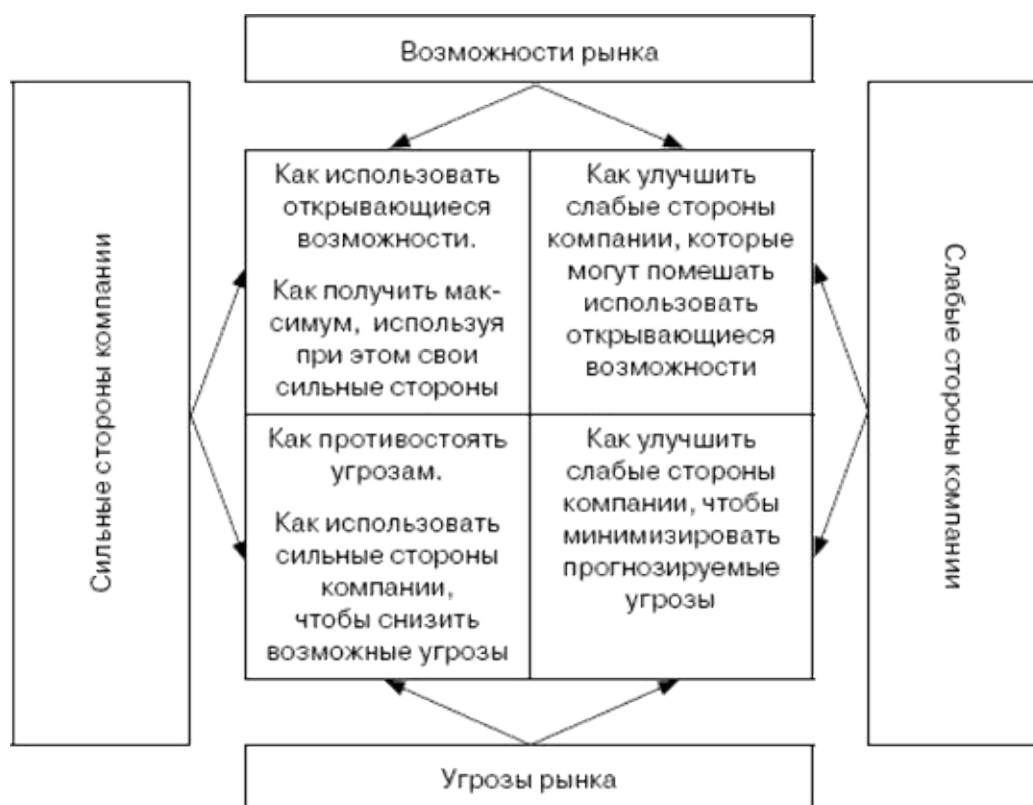 Возможности рынка
Сильные стороны компании
Как использовать
открывающиеся
возможности.
Как получить мак-
симум, используя
при этом свои
сильные стороны
Как улучшить
слабые стороны
компании, которые
могут помешать
использовать
открывающиеся
возможности
Слабые стороны компании
Как противостоять
угрозам.
Как использовать
сильные стороны
компании,
чтобы снизить
возможные угрозы
Как улучшить
слабые стороны
компании, чтобы
минимизировать
прогнозируемые
угрозы
Угрозы рынка